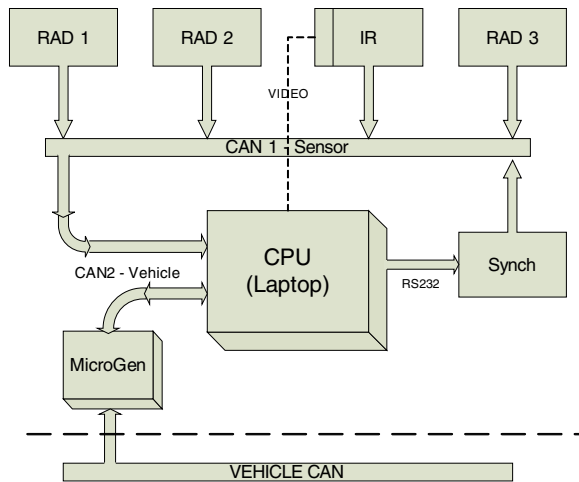 RAD 1
RAD 2
IR
RAD 3
VIDEO
CAN 1 - Sensor
CPU
(Laptop)
Synch
RS232
CAN2 - Vehicle
MicroGen
VEHICLE CAN